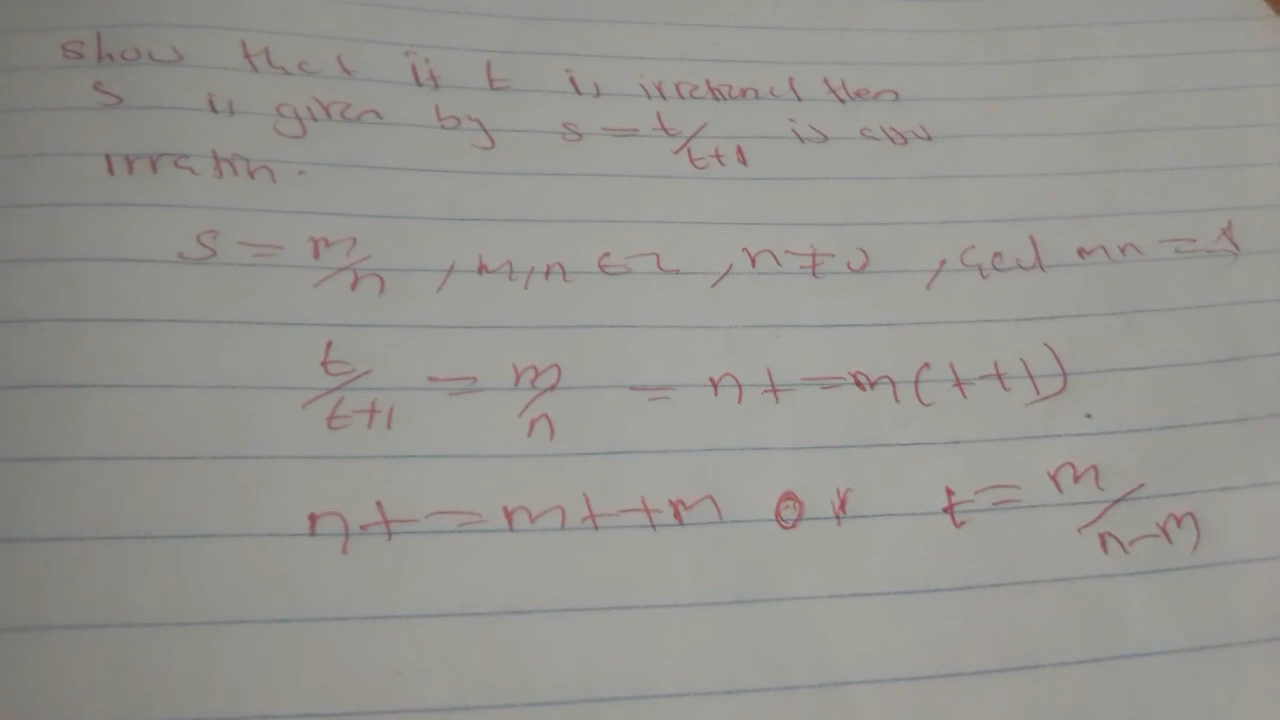 show that if t is irrational then
s is given by s = t/t+1 is also
irratin.
s = m/n , m,n ∈ Z , n ≠ 0 , gcd mn = 1
t/t+1 = m/n = nt = m(t+1)
nt = mt+m or t = m/n-m